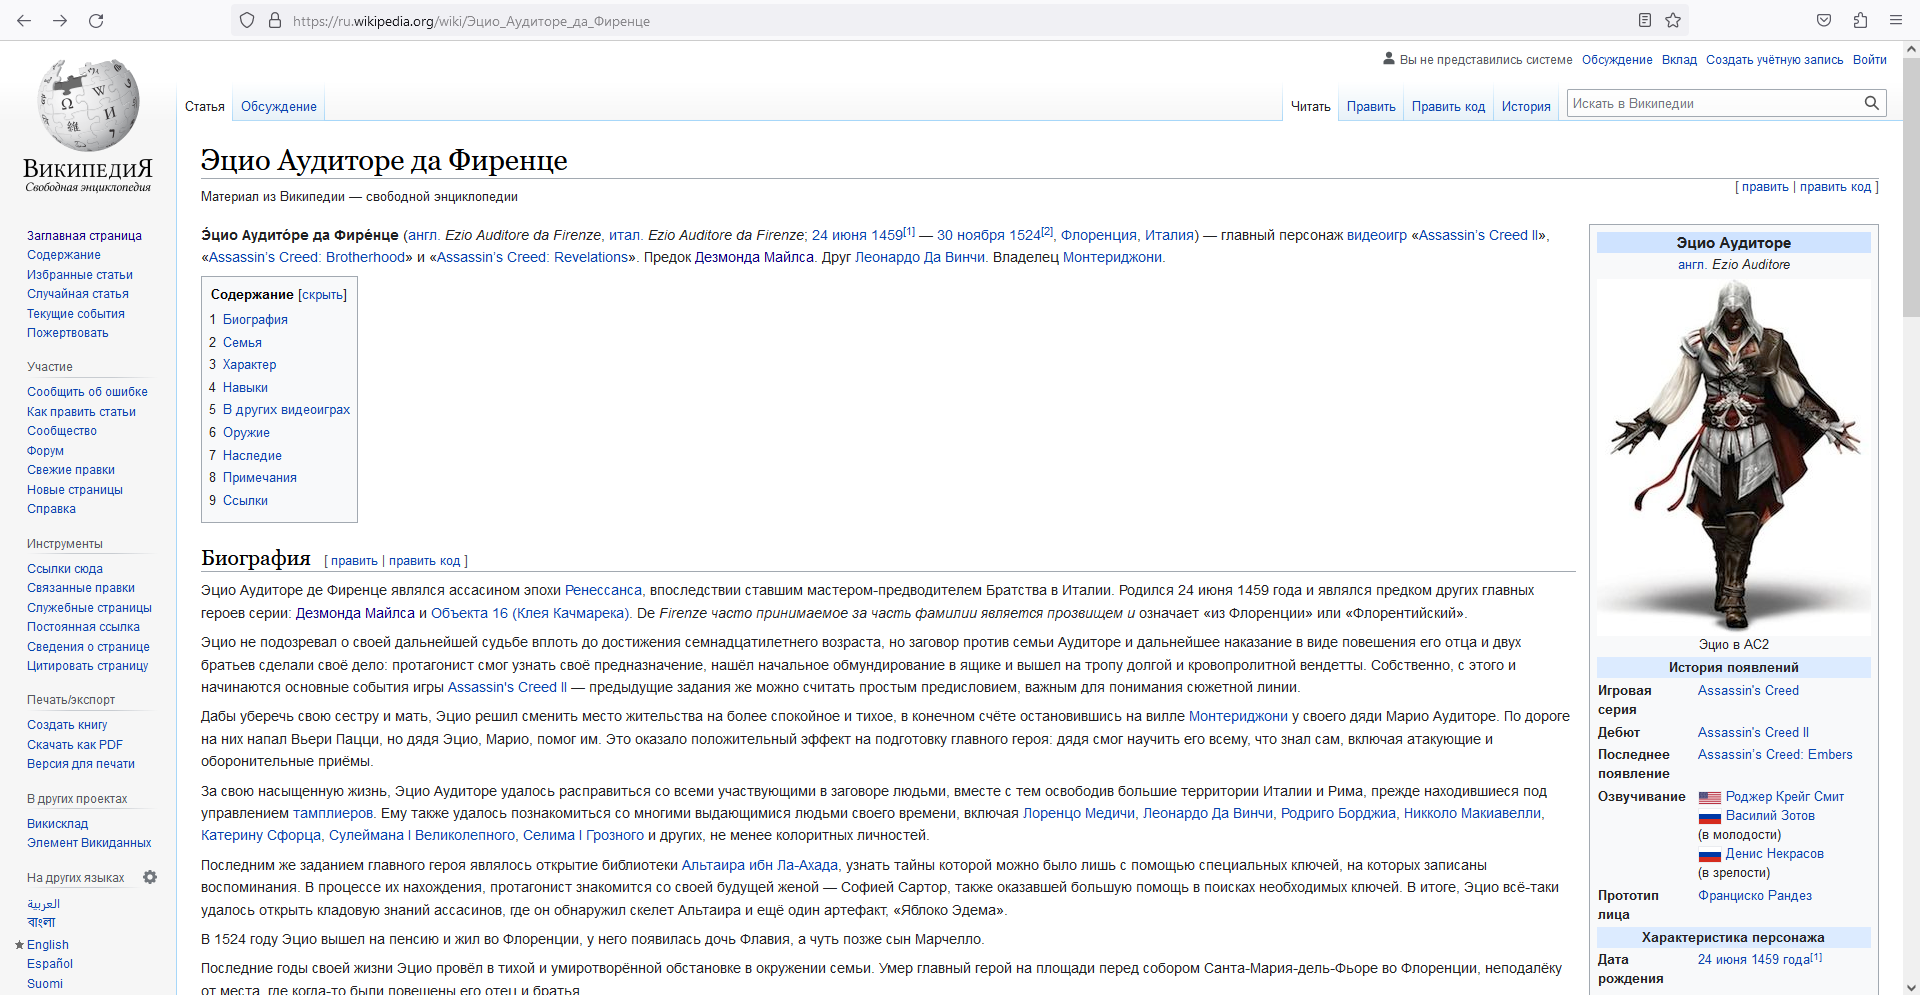 https://ru.wikipedia.org/wiki/Эцио_Аудиторе_да_Фиренце
Вы не представились системе Обсуждение Вклад Создать учётную запись Войти
Статья Обсуждение Читать Править Править код История Искать в Википедии
ВикипедиЯ
Свободная энциклопедия
Заглавная страница
Содержание
Избранные статьи
Случайная статья
Текущие события
Пожертвовать
Участие
Сообщить об ошибке
Как править статьи
Сообщество
Форум
Свежие правки
Новые страницы
Справка
Инструменты
Ссылки сюда
Связанные правки
Служебные страницы
Постоянная ссылка
Сведения о странице
Цитировать страницу
Печать/экспорт
Создать книгу
Скачать как PDF
Версия для печати
В других проектах
Викисклад
Элемент Викиданных
На других языках
العربية
বাংলা
English
Español
Suomi
Эцио Аудиторе да Фиренце
Материал из Википедии — свободной энциклопедии
[ править | править код ]
Э́цио Аудито́ре да Фире́нце (англ. Ezio Auditore da Firenze, итал. Ezio Auditore da Firenze; 24 июня 1459[1] — 30 ноября 1524[2], Флоренция, Италия) — главный персонаж видеоигр «Assassin’s Creed II»,
«Assassin’s Creed: Brotherhood» и «Assassin’s Creed: Revelations». Предок Дезмонда Майлса. Друг Леонардо Да Винчи. Владелец Монтериджони.
Содержание [скрыть]
1 Биография
2 Семья
3 Характер
4 Навыки
5 В других видеоиграх
6 Оружие
7 Наследие
8 Примечания
9 Ссылки
Биография [ править | править код ]
Эцио Аудиторе де Фиренце являлся ассасином эпохи Ренессанса, впоследствии ставшим мастером-предводителем Братства в Италии. Родился 24 июня 1459 года и являлся предком других главных
героев серии: Дезмонда Майлса и Объекта 16 (Клея Качмарека). De Firenze часто принимаемое за часть фамилии является прозвищем и означает «из Флоренции» или «Флорентийский».
Эцио не подозревал о своей дальнейшей судьбе вплоть до достижения семнадцатилетнего возраста, но заговор против семьи Аудиторе и дальнейшее наказание в виде повешения его отца и двух
братьев сделали своё дело: протагонист смог узнать своё предназначение, нашёл начальное обмундирование в ящике и вышел на тропу долгой и кровопролитной вендетты. Собственно, с этого и
начинаются основные события игры Assassin's Creed II — предыдущие задания же можно считать простым предисловием, важным для понимания сюжетной линии.
Дабы уберечь свою сестру и мать, Эцио решил сменить место жительства на более спокойное и тихое, в конечном счёте остановившись на вилле Монтериджони у своего дяди Марио Аудиторе. По дороге
на них напал Вьери Пацци, но дядя Эцио, Марио, помог им. Это оказало положительный эффект на подготовку главного героя: дядя смог научить его всему, что знал сам, включая атакующие и
оборонительные приёмы.
За свою насыщенную жизнь, Эцио Аудиторе удалось расправиться со всеми участвующими в заговоре людьми, вместе с тем освободив большие территории Италии и Рима, прежде находившиеся под
управлением тамплиеров. Ему также удалось познакомиться со многими выдающимися людьми своего времени, включая Лоренцо Медичи, Леонардо Да Винчи, Родриго Борджиа, Никколо Макиавелли,
Катерину Сфорца, Сулеймана I Великолепного, Селима I Грозного и других, не менее колоритных личностей.
Последним же заданием главного героя являлось открытие библиотеки Альтаира ибн Ла-Ахада, узнать тайны которой можно было лишь с помощью специальных ключей, на которых записаны
воспоминания. В процессе их нахождения, протагонист знакомится со своей будущей женой — Софией Сартор, также оказавшей большую помощь в поисках необходимых ключей. В итоге, Эцио всё-таки
удалось открыть кладовую знаний ассасинов, где он обнаружил скелет Альтаира и ещё один артефакт, «Яблоко Эдема».
В 1524 году Эцио вышел на пенсию и жил во Флоренции, у него появилась дочь Флавия, а чуть позже сын Марчелло.
Последние годы своей жизни Эцио провёл в тихой и умиротворённой обстановке в окружении семьи. Умер главный герой на площади перед собором Санта-Мария-дель-Фьоре во Флоренции, неподалёку
от места, где когда-то были повешены его отец и братья
Эцио Аудиторе
англ. Ezio Auditore
Эцио в AC2
История появлений
Игровая серия Assassin's Creed
Дебют Assassin's Creed II
Последнее появление Assassin’s Creed: Embers
Озвучивание Роджер Крейг Смит
Василий Зотов
(в молодости)
Денис Некрасов
(в зрелости)
Прототип лица Франциско Рандез
Характеристика персонажа
Дата рождения 24 июня 1459 года[1]